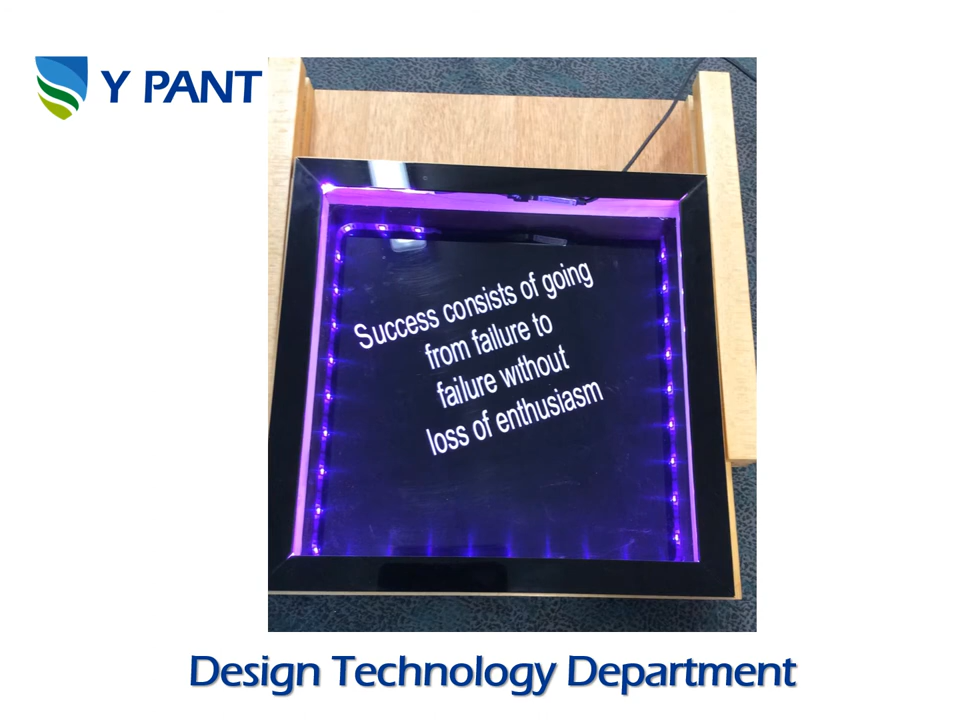 Y PANT
Success consists of going
from failure to
failure without
loss of enthusiasm
Design Technology Department